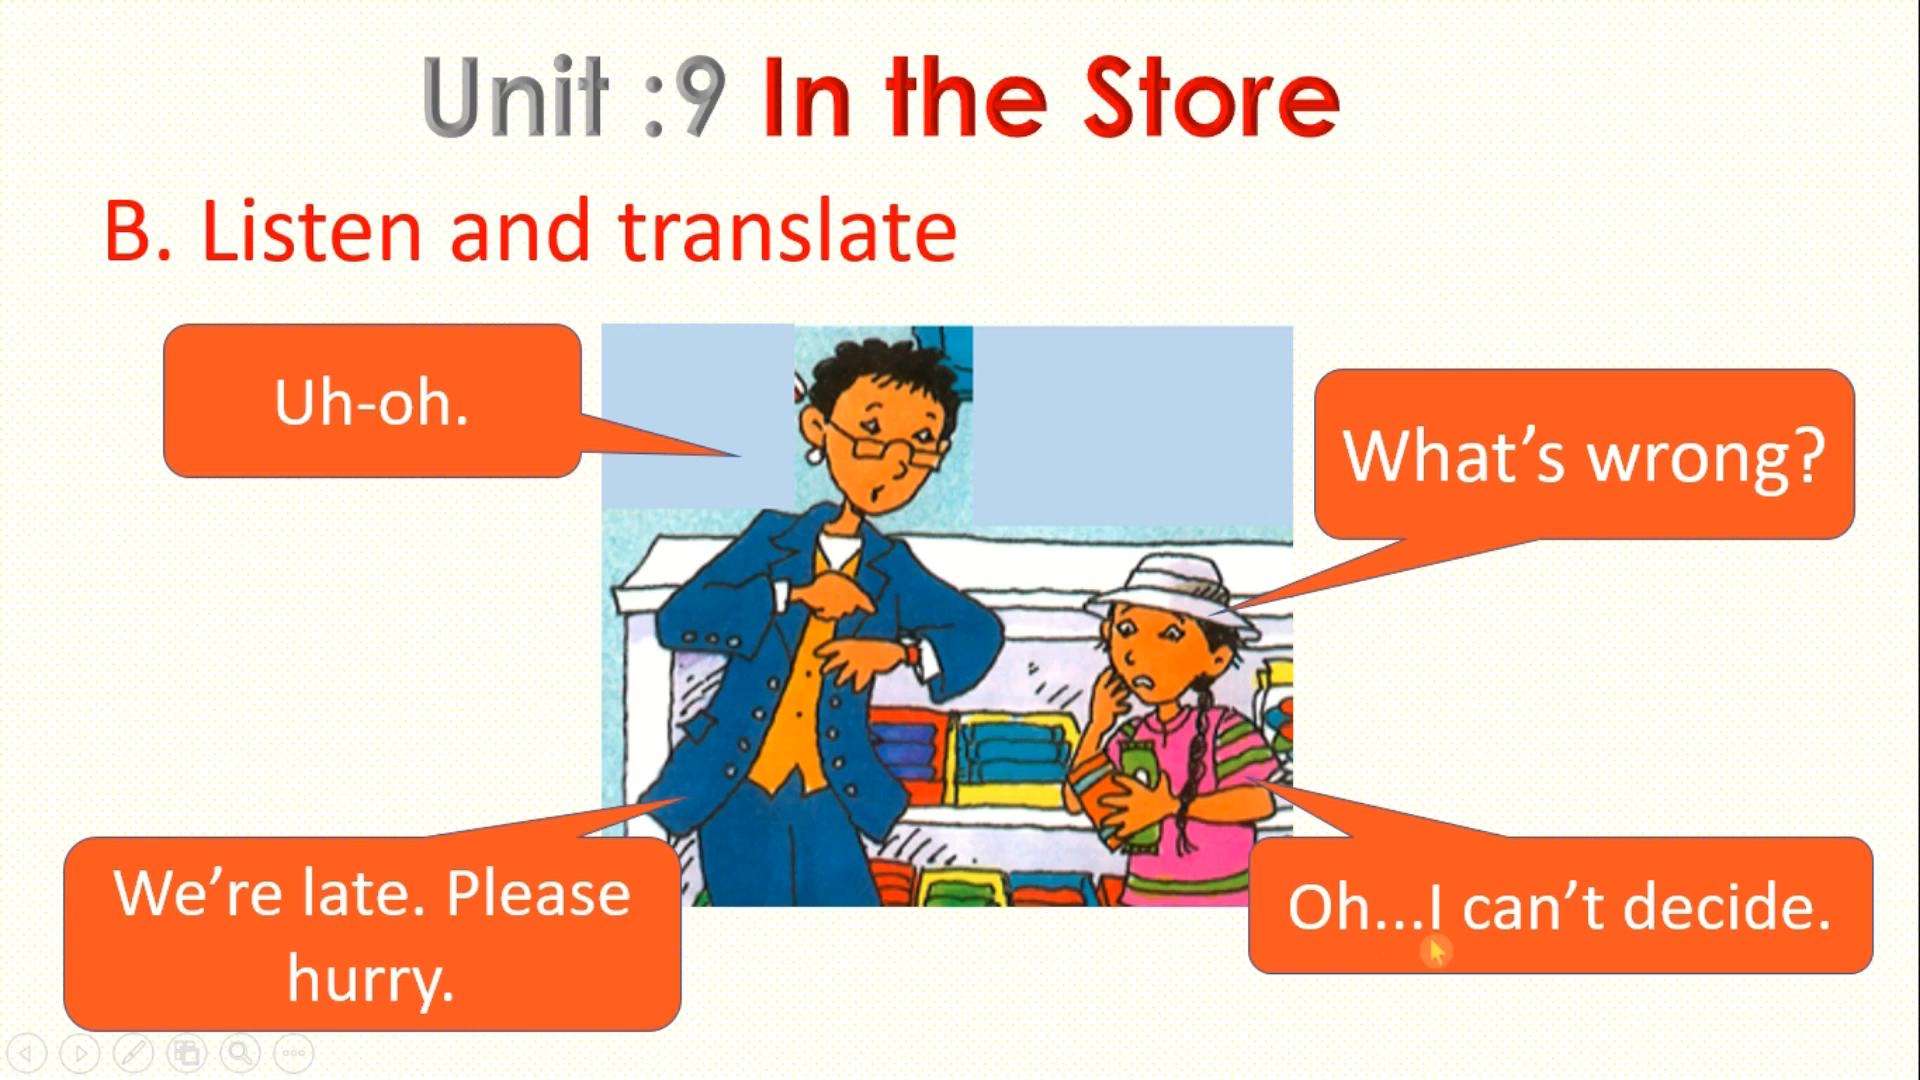 Unit :9 In the Store
B. Listen and translate
Uh-oh.
What's wrong?
We're late. Please
hurry.
Oh...I can't decide.